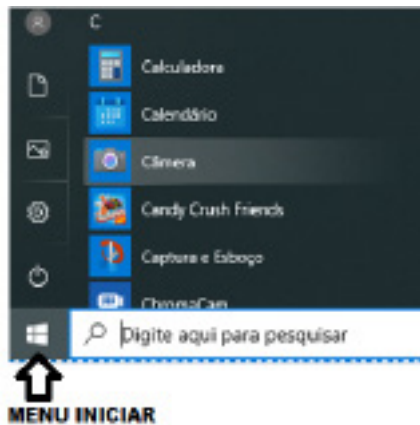 C
Calculadora
Calendário
Câmera
Candy Crush Friends
Captura e Esboço
ChromaCam
Digite aqui para pesquisar
MENU INICIAR